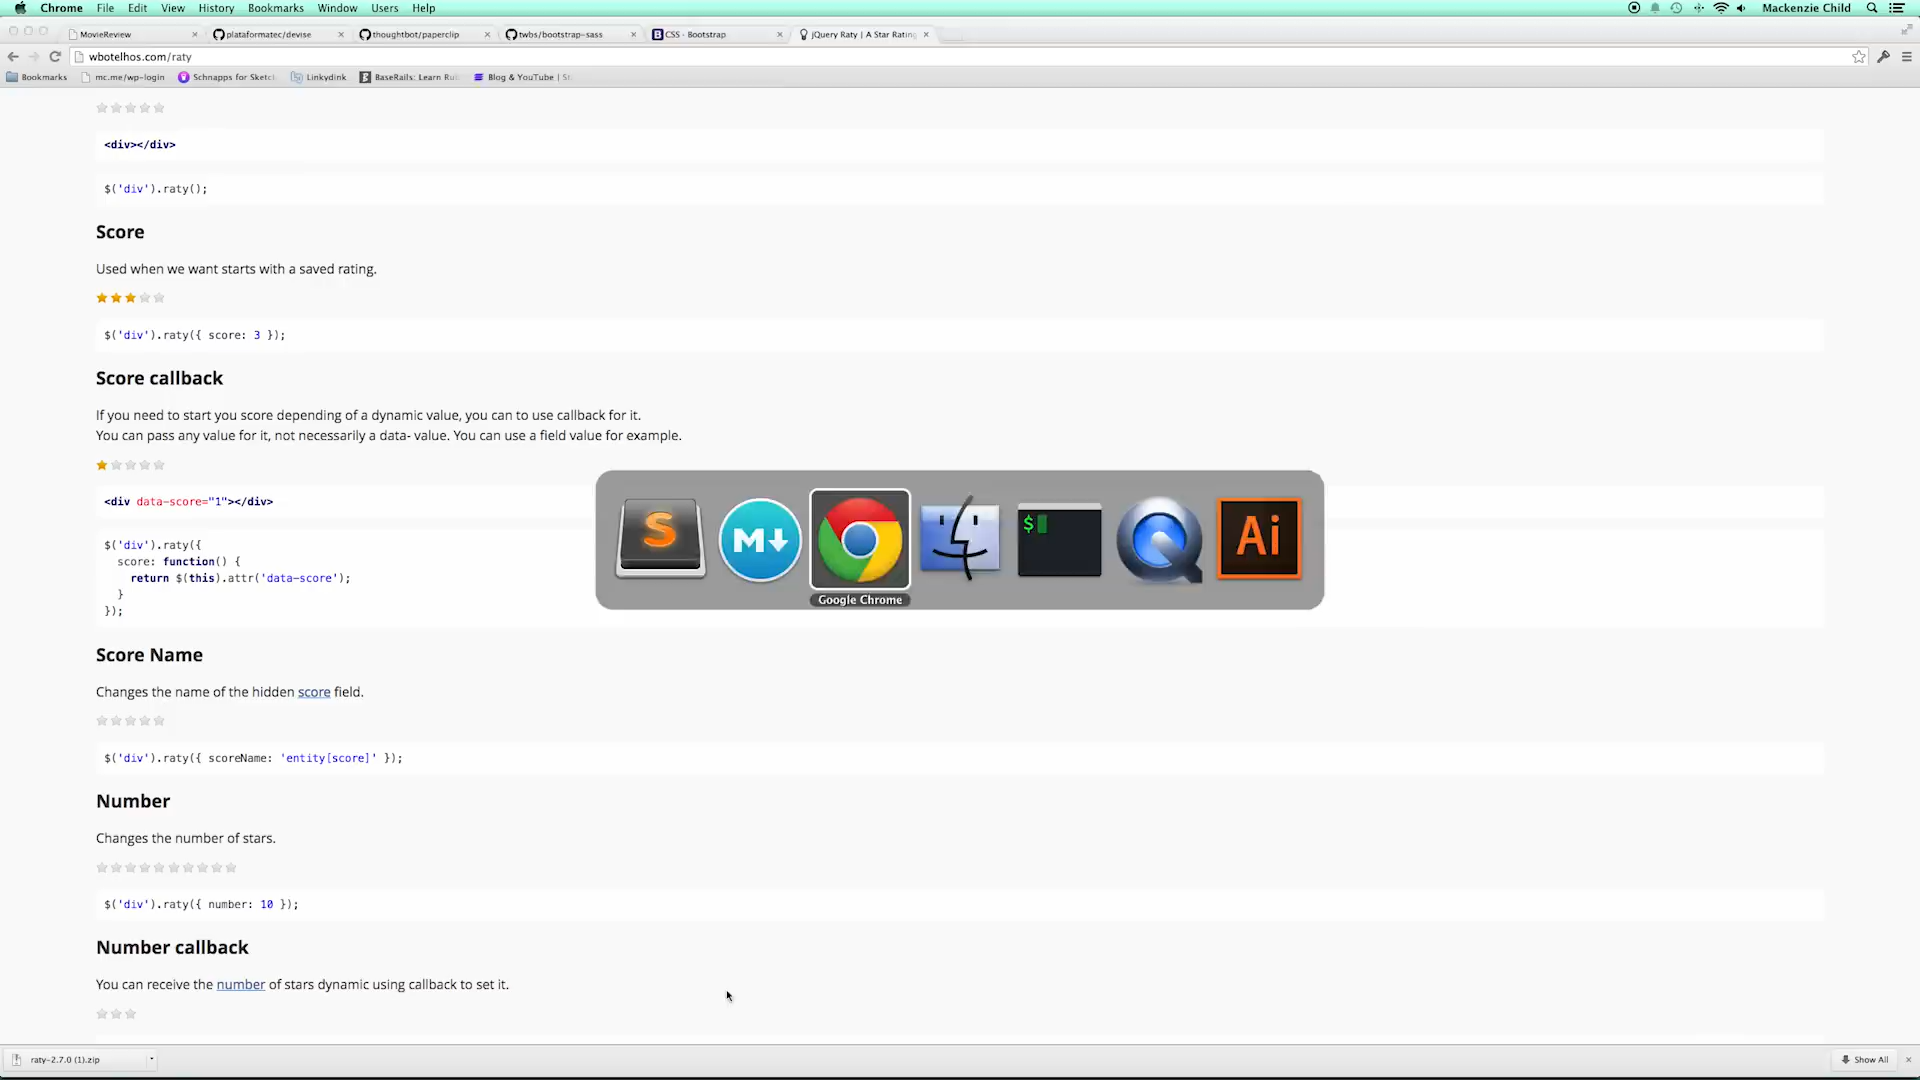 Chrome File Edit View History Bookmarks Window Users Help Mackenzie Child
MovieReview plataformatec/devise thoughtbot/paperclip twbs/bootstrap-sass CSS · Bootstrap jQuery Raty | A Star Rating
wbotelhos.com/raty
Bookmarks mc.me/wp-login Schnapps for Sketch Linkydink BaseRails: Learn Ru Blog & YouTube | St
<div></div>
$('div').raty();
Score
Used when we want starts with a saved rating.
$('div').raty({ score: 3 });
Score callback
If you need to start you score depending of a dynamic value, you can to use callback for it.
You can pass any value for it, not necessarily a data- value. You can use a field value for example.
<div data-score="1"></div>
$('div').raty({
score: function() {
return $(this).attr('data-score');
}
});
S M $ Ai
Google Chrome
Score Name
Changes the name of the hidden score field.
$('div').raty({ scoreName: 'entity[score]' });
Number
Changes the number of stars.
$('div').raty({ number: 10 });
Number callback
You can receive the number of stars dynamic using callback to set it.
raty-2.7.0 (1).zip Show All